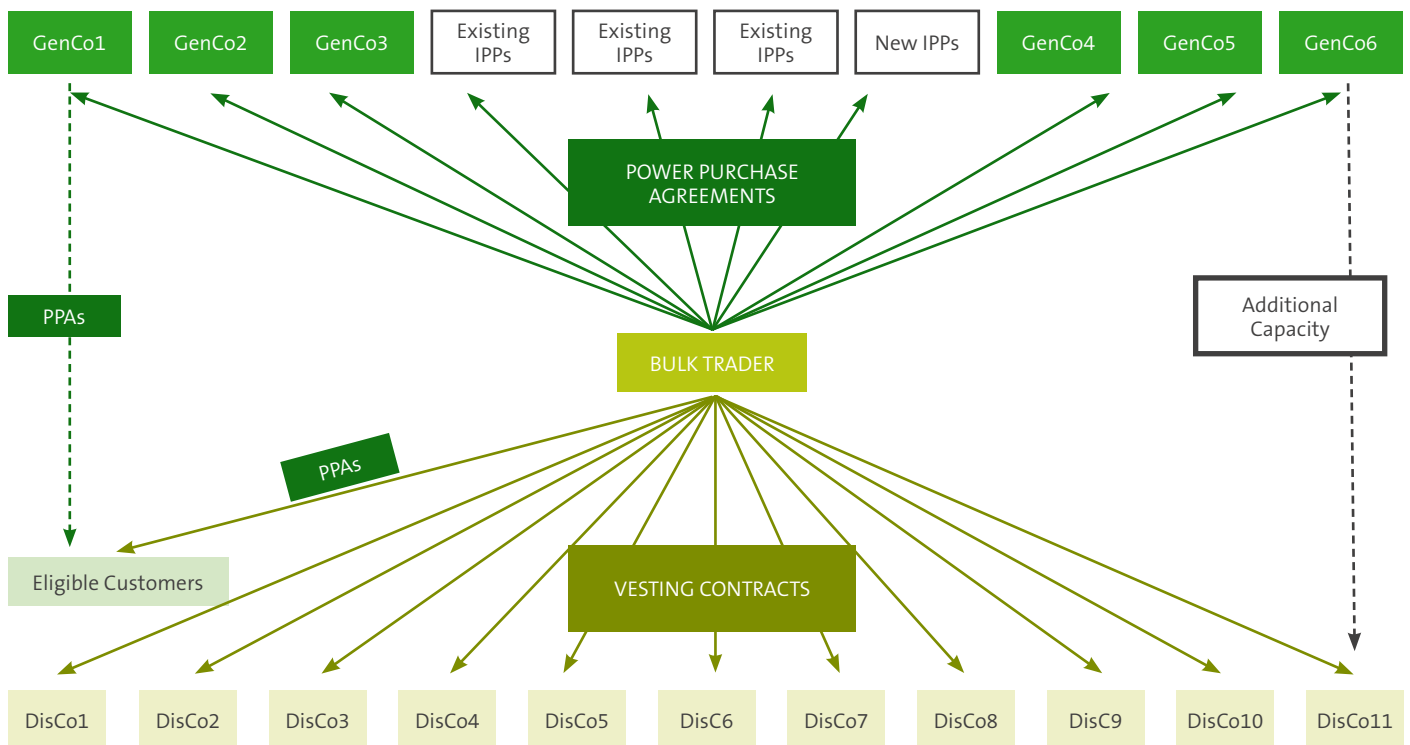 GenCo1
GenCo2
GenCo3
Existing
IPPs
Existing
IPPs
Existing
IPPs
New IPPs
GenCo4
GenCo5
GenCo6
POWER PURCHASE
AGREEMENTS
PPAs
Additional
Capacity
BULK TRADER
PPAs
Eligible Customers
VESTING CONTRACTS
DisCo1
DisCo2
DisCo3
DisCo4
DisCo5
DisC6
DisCo7
DisCo8
DisC9
DisCo10
DisCo11